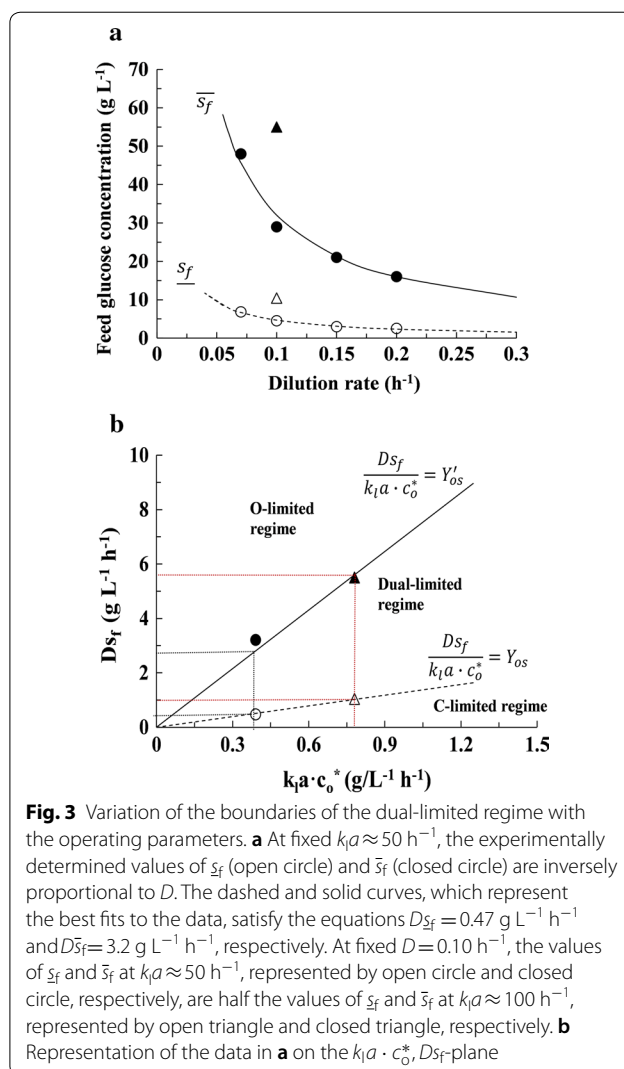 a
Feed glucose concentration (g L⁻¹)
70
60
50
40
30
20
10
0
s̅f
s̲f
0 0.05 0.1 0.15 0.2 0.25 0.3
Dilution rate (h⁻¹)
b
Dsf (g L⁻¹ h⁻¹)
10
8
6
4
2
0
O-limited
regime
Dsf / kₗa · cₒ* = Y′os
Dual-limited
regime
Dsf / kₗa · cₒ* = Yos
C-limited regime
0 0.3 0.6 0.9 1.2 1.5
kₗa·cₒ* (g/L⁻¹ h⁻¹)
Fig. 3 Variation of the boundaries of the dual-limited regime with
the operating parameters. a At fixed kₗa ≈ 50 h⁻¹, the experimentally
determined values of s̲f (open circle) and s̅f (closed circle) are inversely
proportional to D. The dashed and solid curves, which represent
the best fits to the data, satisfy the equations Ds̲f = 0.47 g L⁻¹ h⁻¹
and Ds̅f= 3.2 g L⁻¹ h⁻¹, respectively. At fixed D = 0.10 h⁻¹, the values
of s̲f and s̅f at kₗa ≈ 50 h⁻¹, represented by open circle and closed
circle, respectively, are half the values of s̲f and s̅f at kₗa ≈ 100 h⁻¹,
represented by open triangle and closed triangle, respectively. b
Representation of the data in a on the kₗa · cₒ*, Dsf-plane